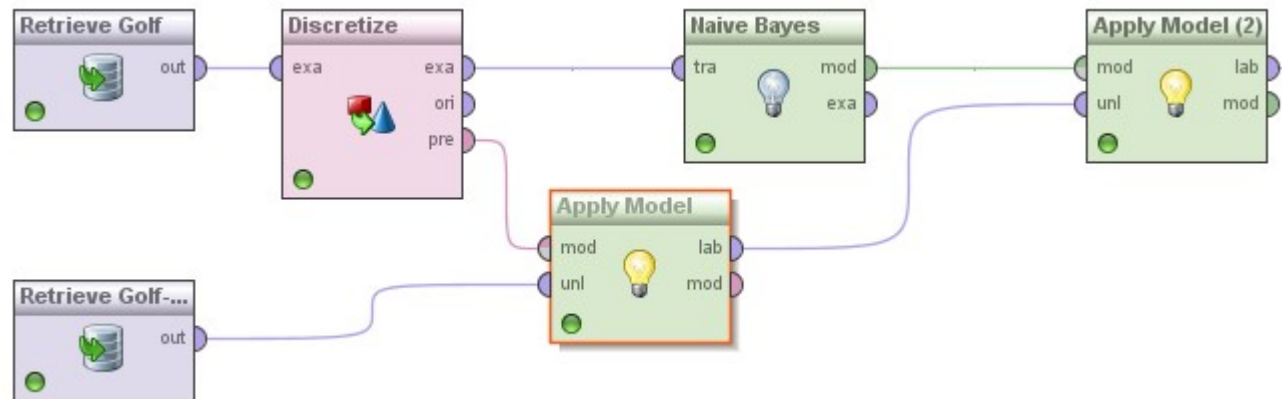 Retrieve Golf
out
Discretize
exa
exa
ori
pre
Naive Bayes
tra
mod
exa
Apply Model (2)
mod
lab
unl
mod
Apply Model
mod
lab
unl
mod
Retrieve Golf-...
out